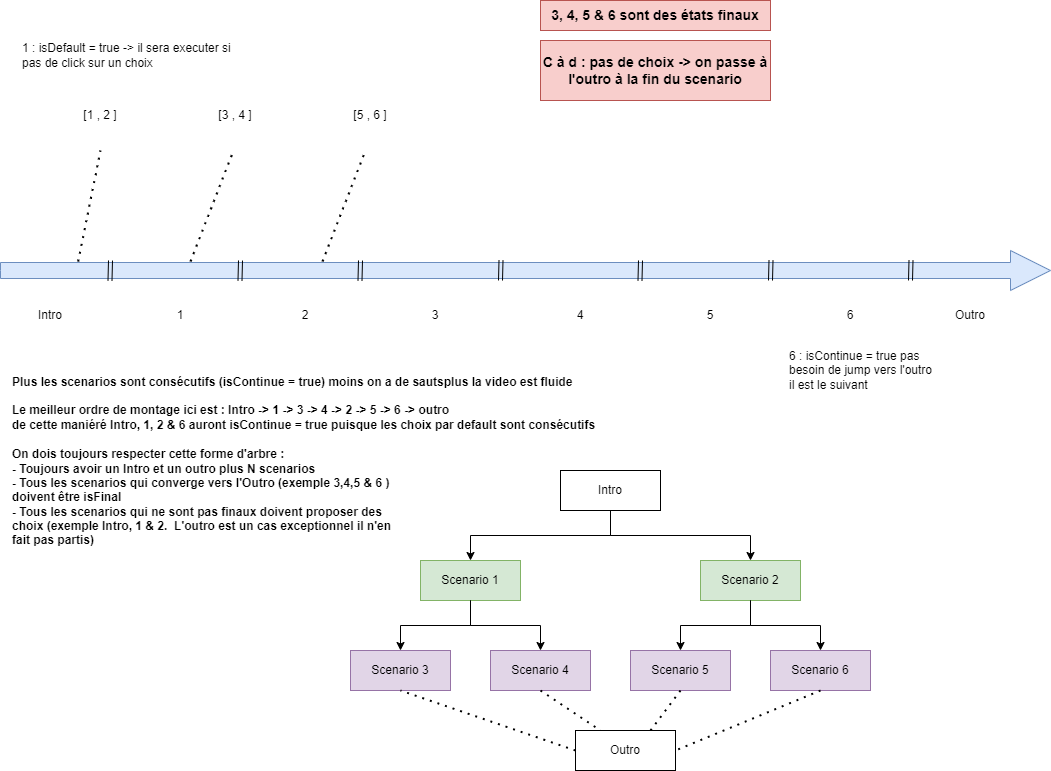 3, 4, 5 & 6 sont des états finaux
C à d : pas de choix -> on passe à
l'outro à la fin du scenario
1 : isDefault = true -> il sera executer si
pas de click sur un choix
[1 , 2 ]
[3 , 4 ]
[5 , 6 ]
Intro
1
2
3
4
5
6
Outro
6 : isContinue = true pas
besoin de jump vers l'outro
il est le suivant
Plus les scenarios sont consécutifs (isContinue = true) moins on a de sautsplus la video est fluide
Le meilleur ordre de montage ici est : Intro -> 1 -> 3 -> 4 -> 2 -> 5 -> 6 -> outro
de cette maniéré Intro, 1, 2 & 6 auront isContinue = true puisque les choix par default sont consécutifs
On dois toujours respecter cette forme d'arbre :
- Toujours avoir un Intro et un outro plus N scenarios
- Tous les scenarios qui converge vers l'Outro (exemple 3,4,5 & 6 )
doivent être isFinal
- Tous les scenarios qui ne sont pas finaux doivent proposer des
choix (exemple Intro, 1 & 2.  L'outro est un cas exceptionnel il n'en
fait pas partis)
Intro
Scenario 1
Scenario 2
Scenario 3
Scenario 4
Scenario 5
Scenario 6
Outro